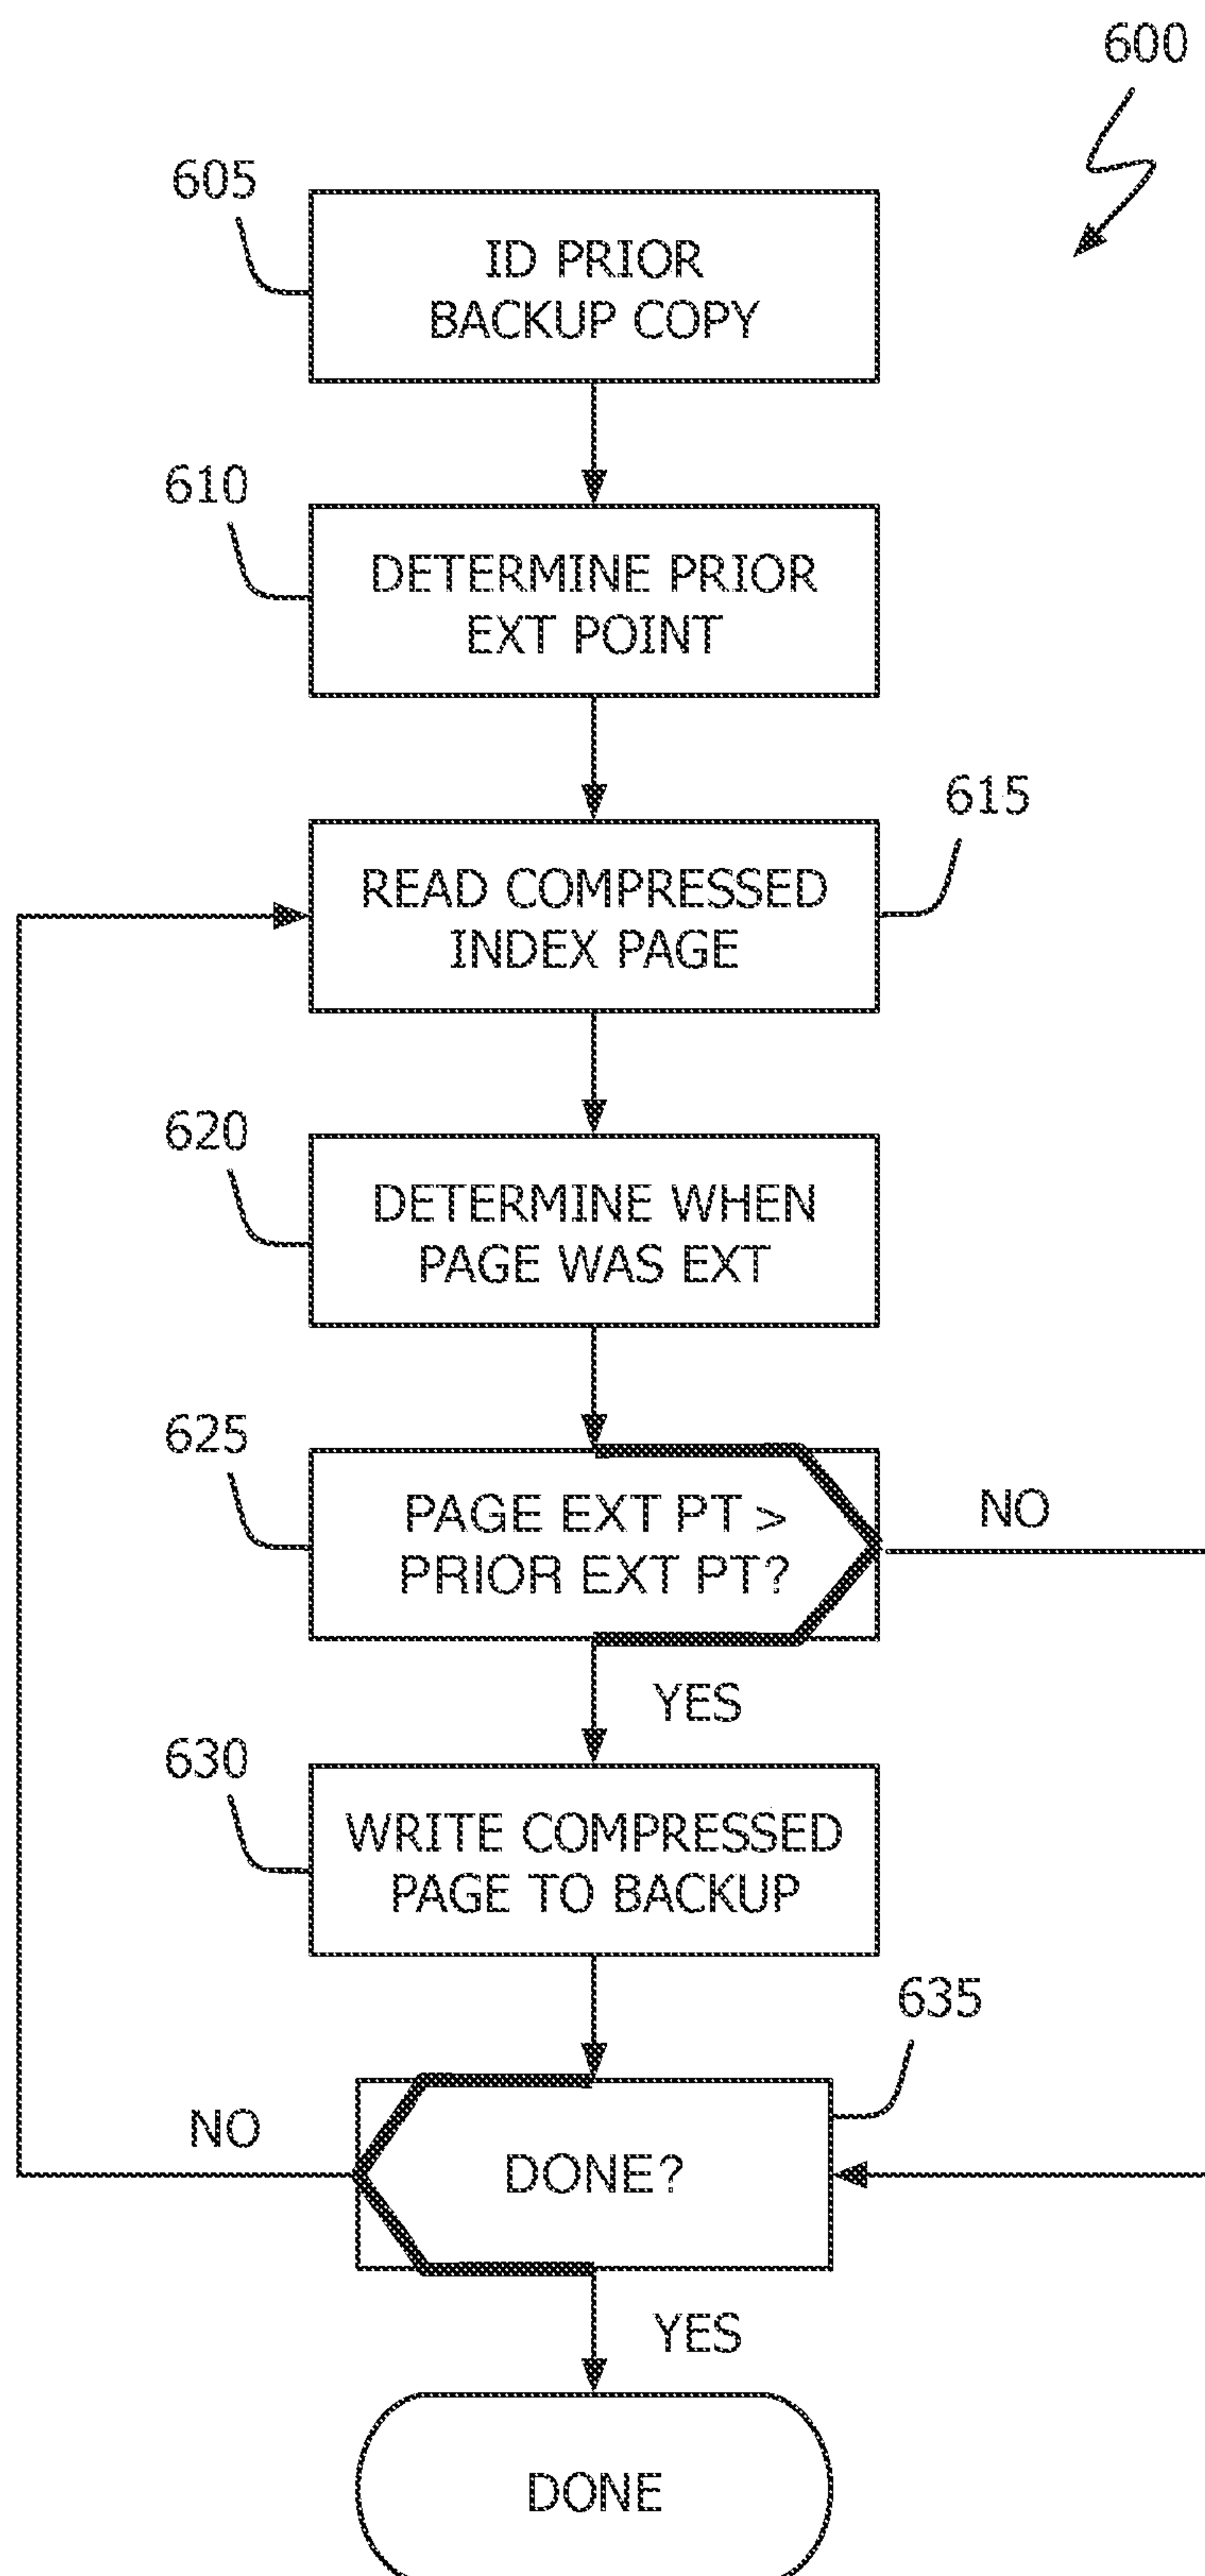 600
605
ID PRIOR
BACKUP COPY
610
DETERMINE PRIOR
EXT POINT
615
READ COMPRESSED
INDEX PAGE
620
DETERMINE WHEN
PAGE WAS EXT
625
PAGE EXT PT >
PRIOR EXT PT?
NO
YES
630
WRITE COMPRESSED
PAGE TO BACKUP
635
NO
DONE?
YES
DONE